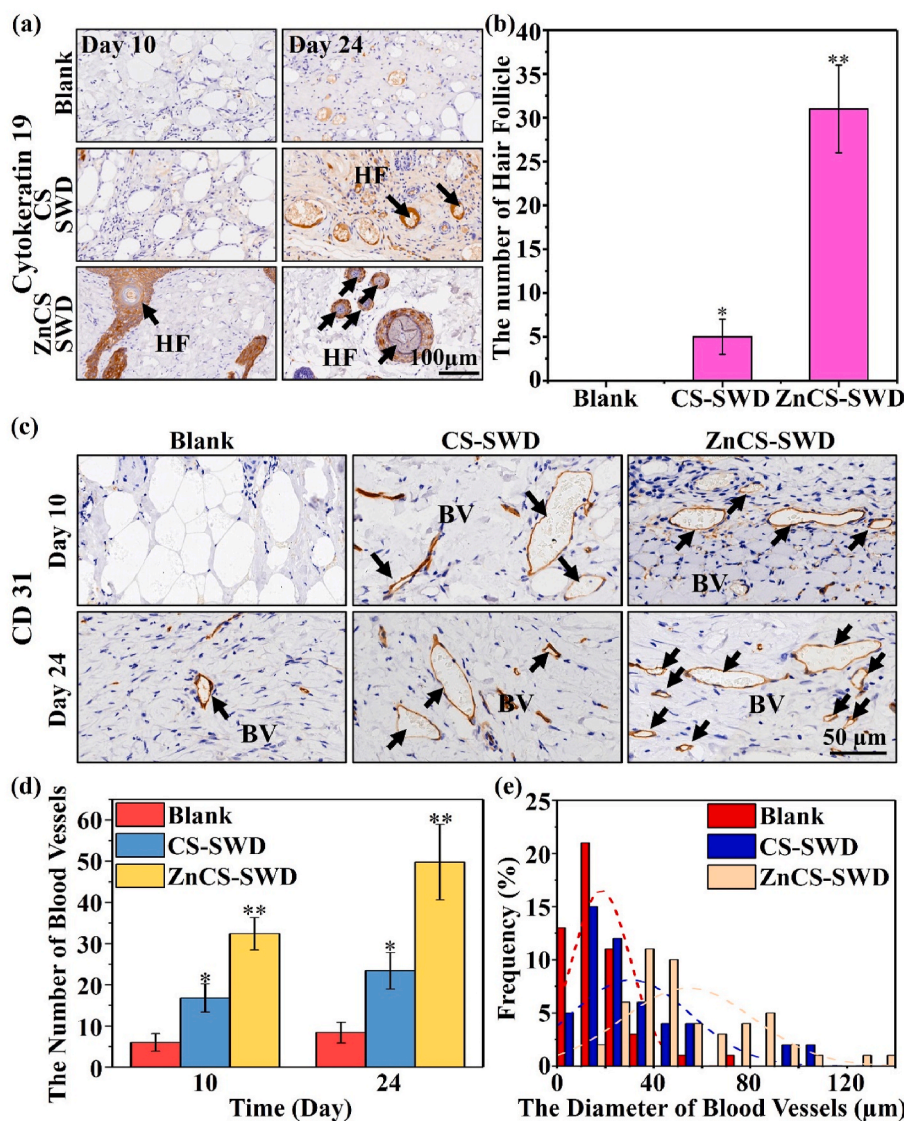 (a)
Day 10
Day 24
Blank
Cytokeratin 19
CS
SWD
HF
ZnCS
SWD
HF
HF
100μm
(b)
The number of Hair Follicle
40
35
30
25
20
15
10
5
0
*
**
Blank
CS-SWD
ZnCS-SWD
(c)
Blank
CS-SWD
ZnCS-SWD
CD 31
Day 10
BV
BV
Day 24
BV
BV
BV
50 μm
(d)
The Number of Blood Vessels
60
50
40
30
20
10
0
Blank
CS-SWD
ZnCS-SWD
*
**
*
**
10
24
Time (Day)
(e)
Frequency (%)
25
20
15
10
5
0
Blank
CS-SWD
ZnCS-SWD
0
40
80
120
The Diameter of Blood Vessels (μm)